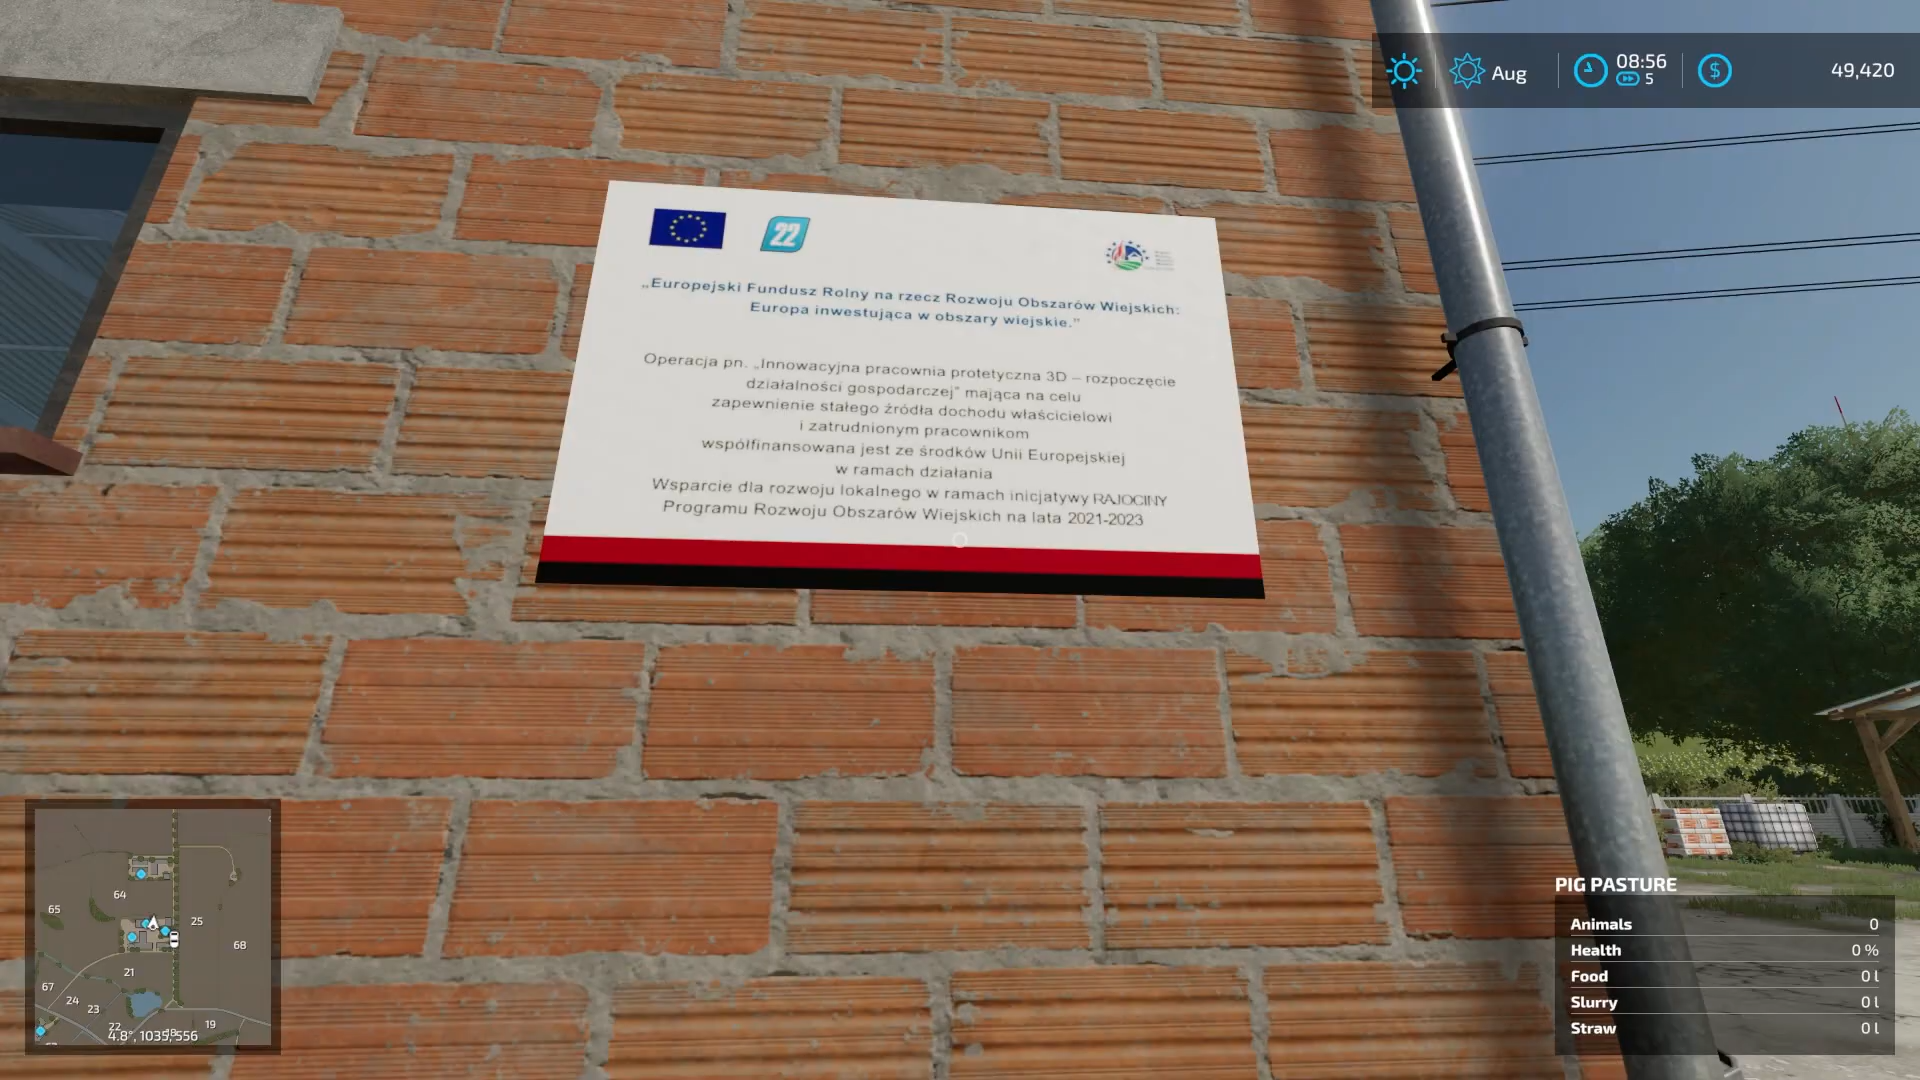 Aug
08:56
5
49,420
22
„Europejski Fundusz Rolny na rzecz Rozwoju Obszarów Wiejskich:
Europa inwestująca w obszary wiejskie.”
Operacja pn. „Innowacyjna pracownia protetyczna 3D – rozpoczęcie
działalności gospodarczej” mająca na celu
zapewnienie stałego źródła dochodu właścicielowi
i zatrudnionym pracownikom
współfinansowana jest ze środków Unii Europejskiej
w ramach działania
Wsparcie dla rozwoju lokalnego w ramach inicjatywy RAJOCINY
Programu Rozwoju Obszarów Wiejskich na lata 2021-2023
64
65
25
68
21
67
24
23
22
18
19
4.8°, 1035, 556
PIG PASTURE
Animals 0
Health 0 %
Food 0 l
Slurry 0 l
Straw 0 l